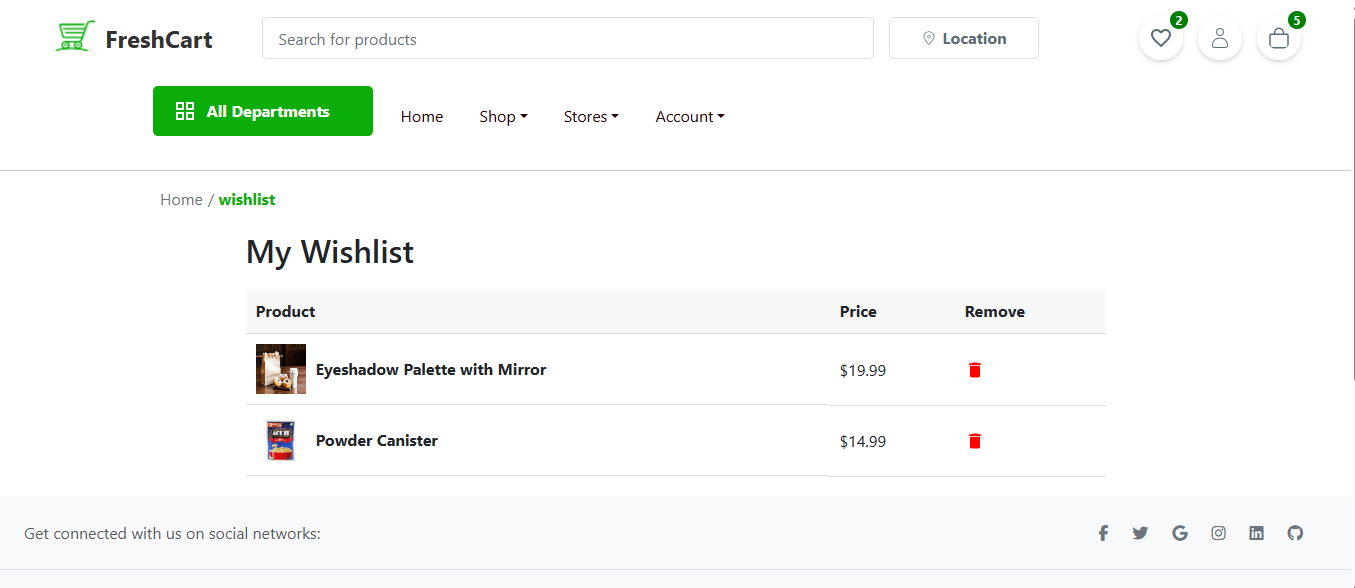 FreshCart
Search for products
Location
2
5
All Departments
Home
Shop
Stores
Account
Home / wishlist
My Wishlist
Product Price Remove
Eyeshadow Palette with Mirror $19.99
Powder Canister $14.99
Get connected with us on social networks: